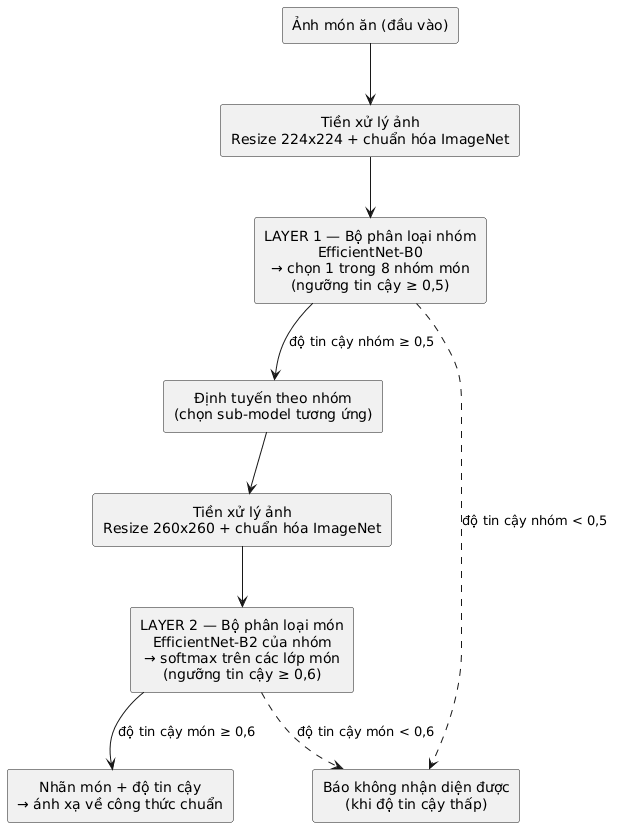 Ảnh món ăn (đầu vào)
Tiền xử lý ảnh
Resize 224x224 + chuẩn hóa ImageNet
LAYER 1 — Bộ phân loại nhóm
EfficientNet-B0
→ chọn 1 trong 8 nhóm món
(ngưỡng tin cậy ≥ 0,5)
độ tin cậy nhóm ≥ 0,5
Định tuyến theo nhóm
(chọn sub-model tương ứng)
Tiền xử lý ảnh
Resize 260x260 + chuẩn hóa ImageNet
độ tin cậy nhóm < 0,5
LAYER 2 — Bộ phân loại món
EfficientNet-B2 của nhóm
→ softmax trên các lớp món
(ngưỡng tin cậy ≥ 0,6)
độ tin cậy món ≥ 0,6
độ tin cậy món < 0,6
Nhãn món + độ tin cậy
→ ánh xạ về công thức chuẩn
Báo không nhận diện được
(khi độ tin cậy thấp)